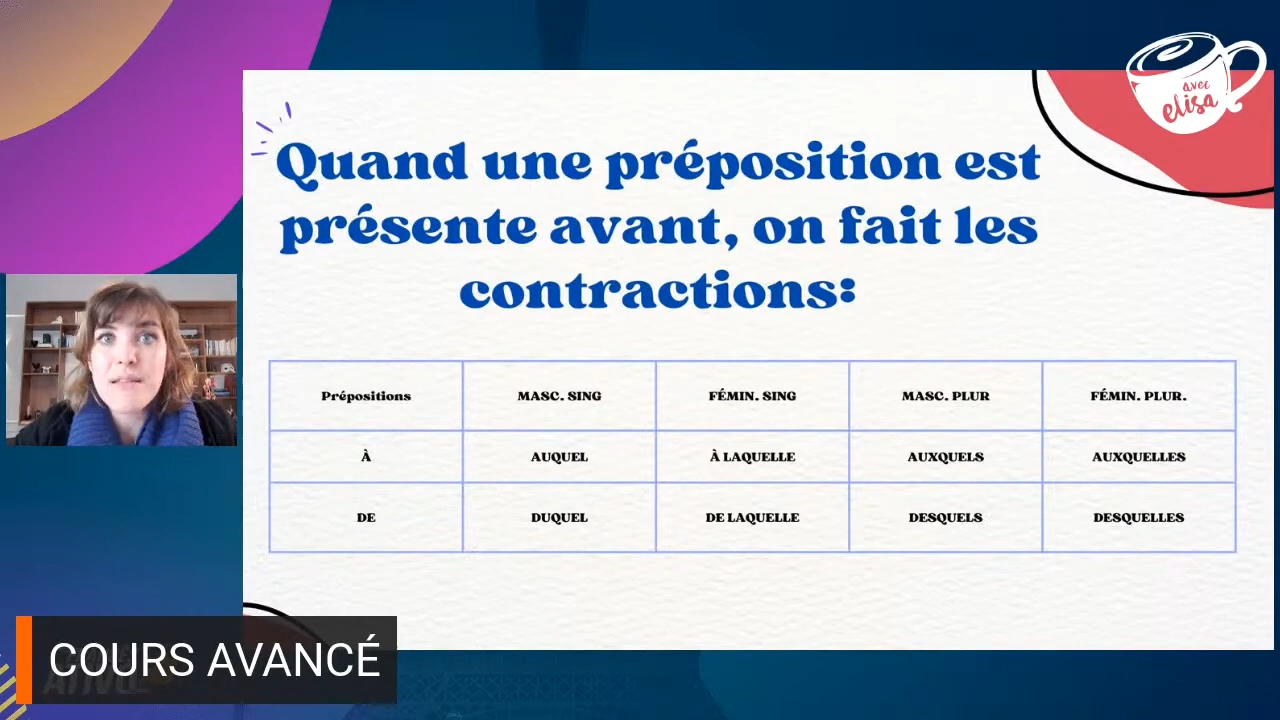 avec
elisa
Quand une préposition est
présente avant, on fait les
contractions:
Prépositions MASC. SING FÉMIN. SING MASC. PLUR FÉMIN. PLUR.
À AUQUEL À LAQUELLE AUXQUELS AUXQUELLES
DE DUQUEL DE LAQUELLE DESQUELS DESQUELLES
COURS AVANCÉ